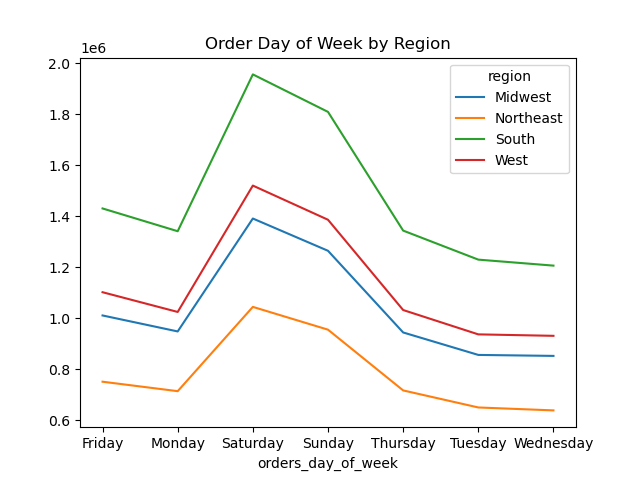 Order Day of Week by Region
1e6
2.0
1.8
1.6
1.4
1.2
1.0
0.8
0.6
region
Midwest
Northeast
South
West
Friday Monday Saturday Sunday Thursday Tuesday Wednesday
orders_day_of_week